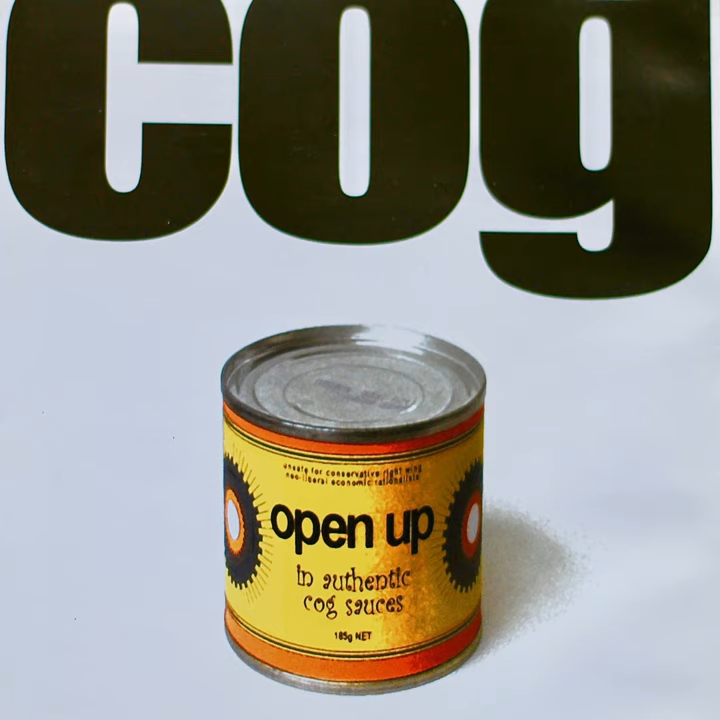 cog
unsafe for conservative right wing
neo-liberal economic rationalists
open up
in authentic
cog sauces
185g NET